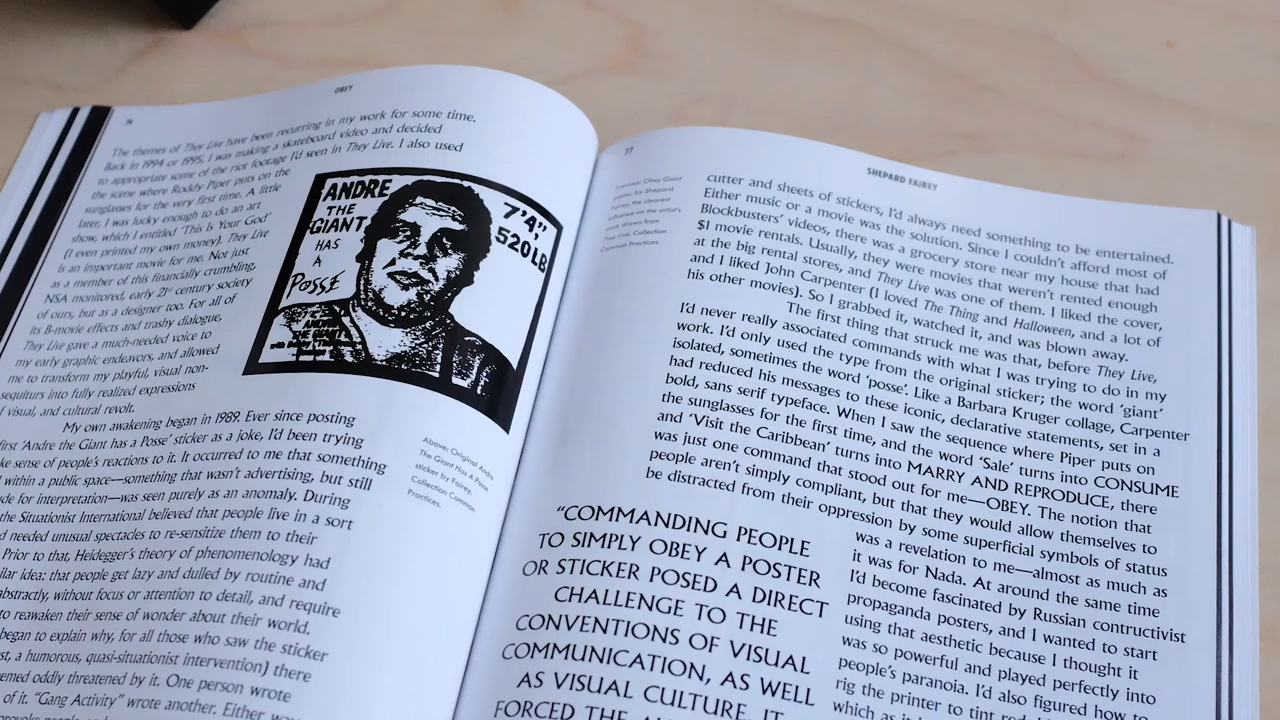 76
OBEY
The themes of They Live have been recurring in my work for some time.
Back in 1994 or 1995, I was making a skateboard video and decided
to appropriate some of the riot footage I'd seen in They Live. I also used
the scene where Roddy Piper puts on the
sunglasses for the very first time. A little
later, I was lucky enough to do an art
show, which I entitled 'This Is Your God'
(I even printed my own money). They Live
is an important movie for me. Not just
as a member of this financially crumbling,
NSA monitored, early 21st century society
of ours, but as a designer too. For all of
its B-movie effects and trashy dialogue,
They Live gave a much-needed voice to
my early graphic endeavors, and allowed
me to transform my playful, visual non-
sequiturs into fully realized expressions
f visual, and cultural revolt.
My own awakening began in 1989. Ever since posting
first 'Andre the Giant has a Posse' sticker as a joke, I'd been trying
ke sense of people's reactions to it. It occurred to me that something
within a public space—something that wasn't advertising, but still
de for interpretation—was seen purely as an anomaly. During
the Situationist International believed that people live in a sort
d needed unusual spectacles to re-sensitize them to their
Prior to that, Heidegger's theory of phenomenology had
ilar idea: that people get lazy and dulled by routine and
abstractly, without focus or attention to detail, and require
to reawaken their sense of wonder about their world.
began to explain why, for all those who saw the sticker
st, a humorous, quasi-situationist intervention) there
emed oddly threatened by it. One person wrote
of it. "Gang Activity" wrote another. Either way
ANDRE
THE
GIANT
HAS
A
POSSE
7'4",
520 LB
Above: Original Andre
The Giant Has A Posse
sticker by Fairey.
Collection Common
Practices.
77
SHEPARD FAIREY
Obey Giant
by Shepard
Fairey, the clearest
influence on the artist's
work drawn from
They Live. Collection
Common Practices.
cutter and sheets of stickers, I'd always need something to be entertained.
Either music or a movie was the solution. Since I couldn't afford most of
Blockbusters' videos, there was a grocery store near my house that had
$1 movie rentals. Usually, they were movies that weren't rented enough
at the big rental stores, and They Live was one of them. I liked the cover,
and I liked John Carpenter (I loved The Thing and Halloween, and a lot of
his other movies). So I grabbed it, watched it, and was blown away.
The first thing that struck me was that, before They Live,
I'd never really associated commands with what I was trying to do in my
work. I'd only used the type from the original sticker; the word 'giant'
isolated, sometimes the word 'posse'. Like a Barbara Kruger collage, Carpenter
had reduced his messages to these iconic, declarative statements, set in a
bold, sans serif typeface. When I saw the sequence where Piper puts on
the sunglasses for the first time, and the word 'Sale' turns into CONSUME
and 'Visit the Caribbean' turns into MARRY AND REPRODUCE, there
was just one command that stood out for me—OBEY. The notion that
people aren't simply compliant, but that they would allow themselves to
be distracted from their oppression by some superficial symbols of status
was a revelation to me—almost as much as
it was for Nada. At around the same time
I'd become fascinated by Russian contructivist
propaganda posters, and I wanted to start
using that aesthetic because I thought it
was so powerful and played perfectly into
people's paranoia. I'd also figured how to
rig the printer to tint red
"COMMANDING PEOPLE
TO SIMPLY OBEY A POSTER
OR STICKER POSED A DIRECT
CHALLENGE TO THE
CONVENTIONS OF VISUAL
COMMUNICATION, AS WELL
AS VISUAL CULTURE. IT
FORCED THE